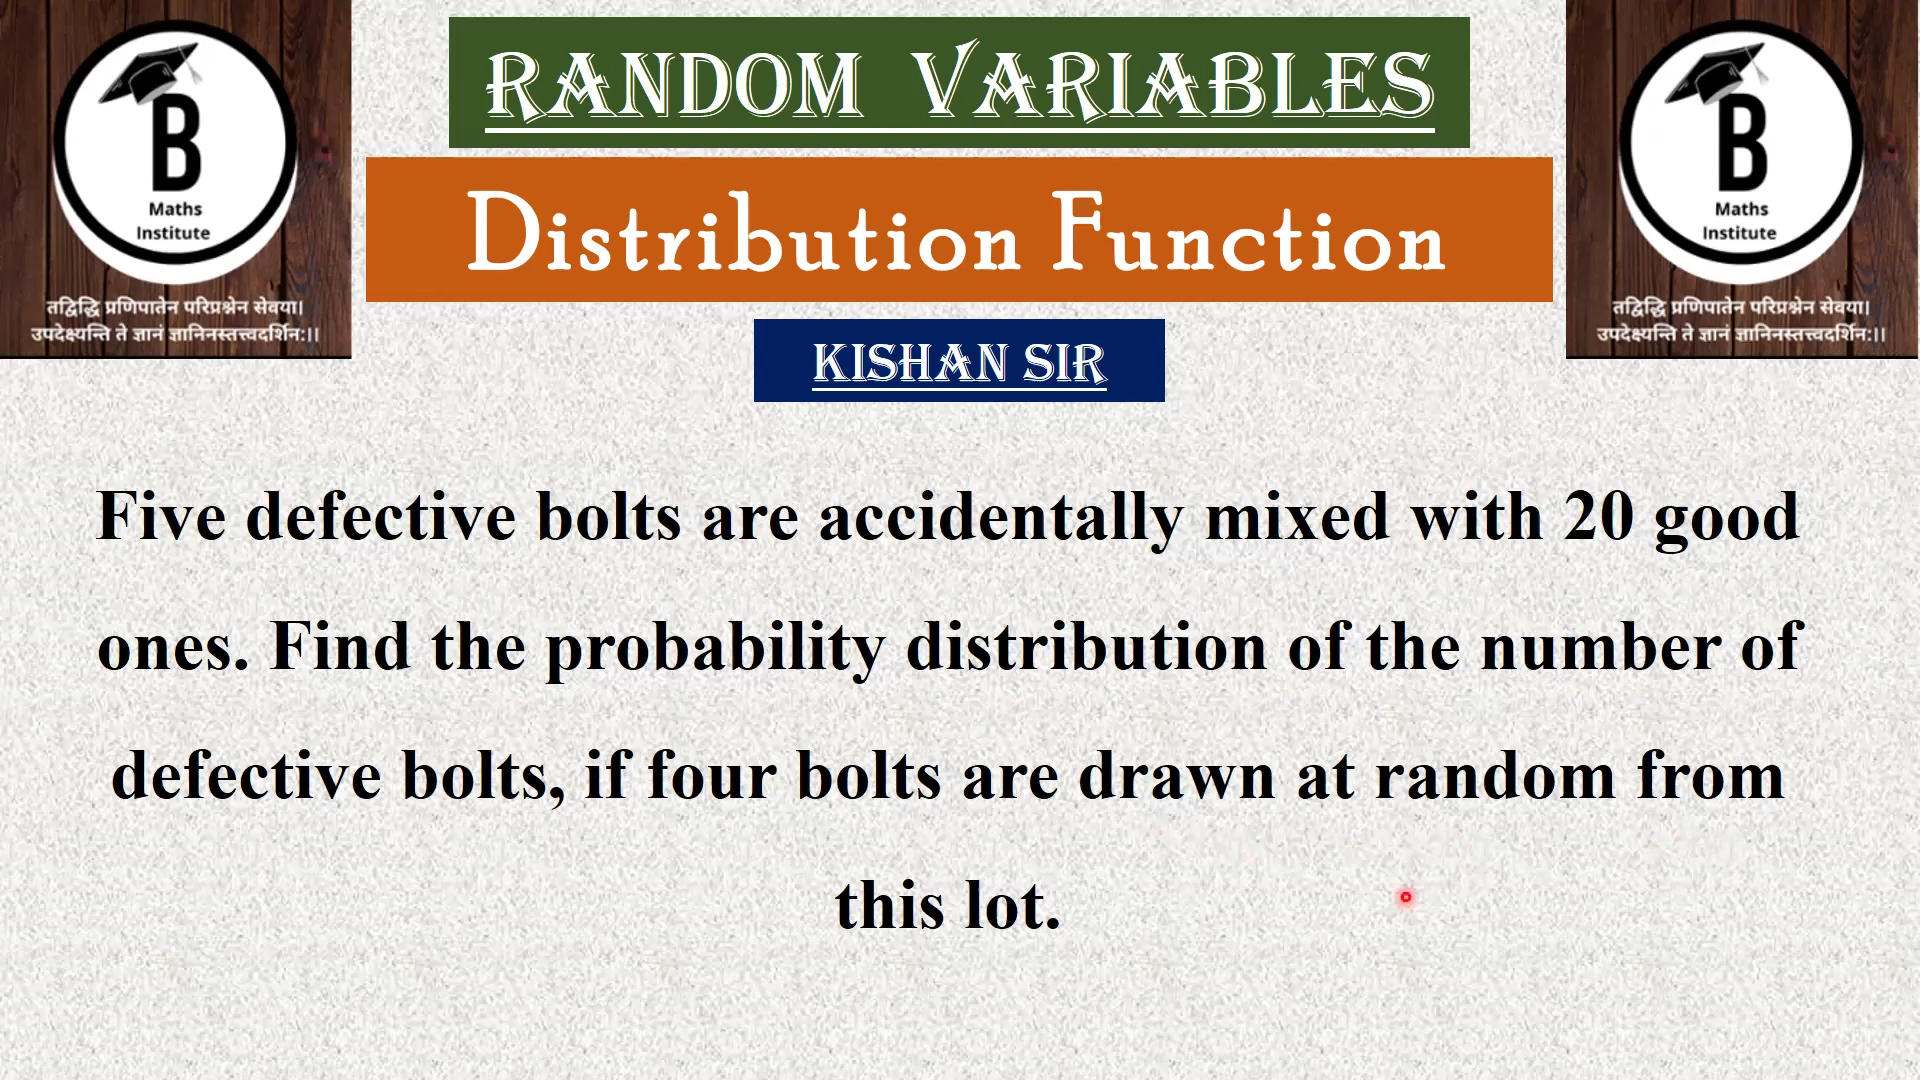 B
Maths
Institute
तद्विद्धि प्रणिपातेन परिप्रश्नेन सेवया।
उपदेक्ष्यन्ति ते ज्ञानं ज्ञानिनस्तत्त्वदर्शिन:।।
RANDOM VARIABLES
Distribution Function
KISHAN SIR
B
Maths
Institute
तद्विद्धि प्रणिपातेन परिप्रश्नेन सेवया।
उपदेक्ष्यन्ति ते ज्ञानं ज्ञानिनस्तत्त्वदर्शिन:।।
Five defective bolts are accidentally mixed with 20 good
ones. Find the probability distribution of the number of
defective bolts, if four bolts are drawn at random from
this lot.